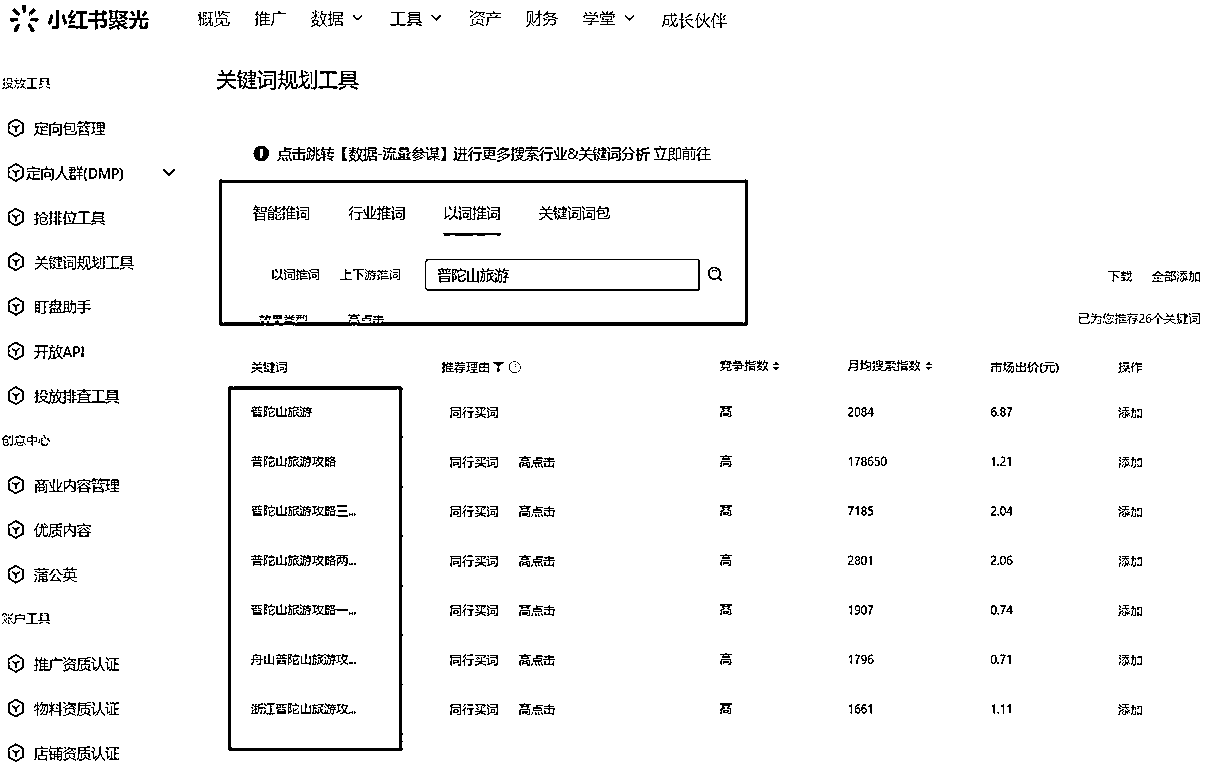 小红书聚光 概览 推广 数据 工具 资产 财务 学堂 成长伙伴
投放工具
定向包管理
定向人群(DMP)
抢排位工具
关键词规划工具
盯盘助手
开放API
投放排查工具
创意中心
商业内容管理
优质内容
蒲公英
账户工具
推广资质认证
物料资质认证
店铺资质认证
关键词规划工具
点击跳转【数据-流量参谋】进行更多搜索行业&关键词分析 立即前往
智能推词 行业推词 以词推词 关键词词包
以词推词 上下游推词 普陀山旅游
下载 全部添加
效果类型 高点击
已为您推荐26个关键词
关键词 推荐理由 竞争指数 月均搜索指数 市场出价(元) 操作
普陀山旅游 同行买词 高 2084 6.87 添加
普陀山旅游攻略 同行买词 高点击 高 178650 1.21 添加
普陀山旅游攻略三... 同行买词 高点击 高 7185 2.04 添加
普陀山旅游攻略两... 同行买词 高点击 高 2801 2.06 添加
普陀山旅游攻略一... 同行买词 高点击 高 1907 0.74 添加
舟山普陀山旅游攻... 同行买词 高点击 高 1796 0.71 添加
浙江普陀山旅游攻... 同行买词 高点击 高 1661 1.11 添加